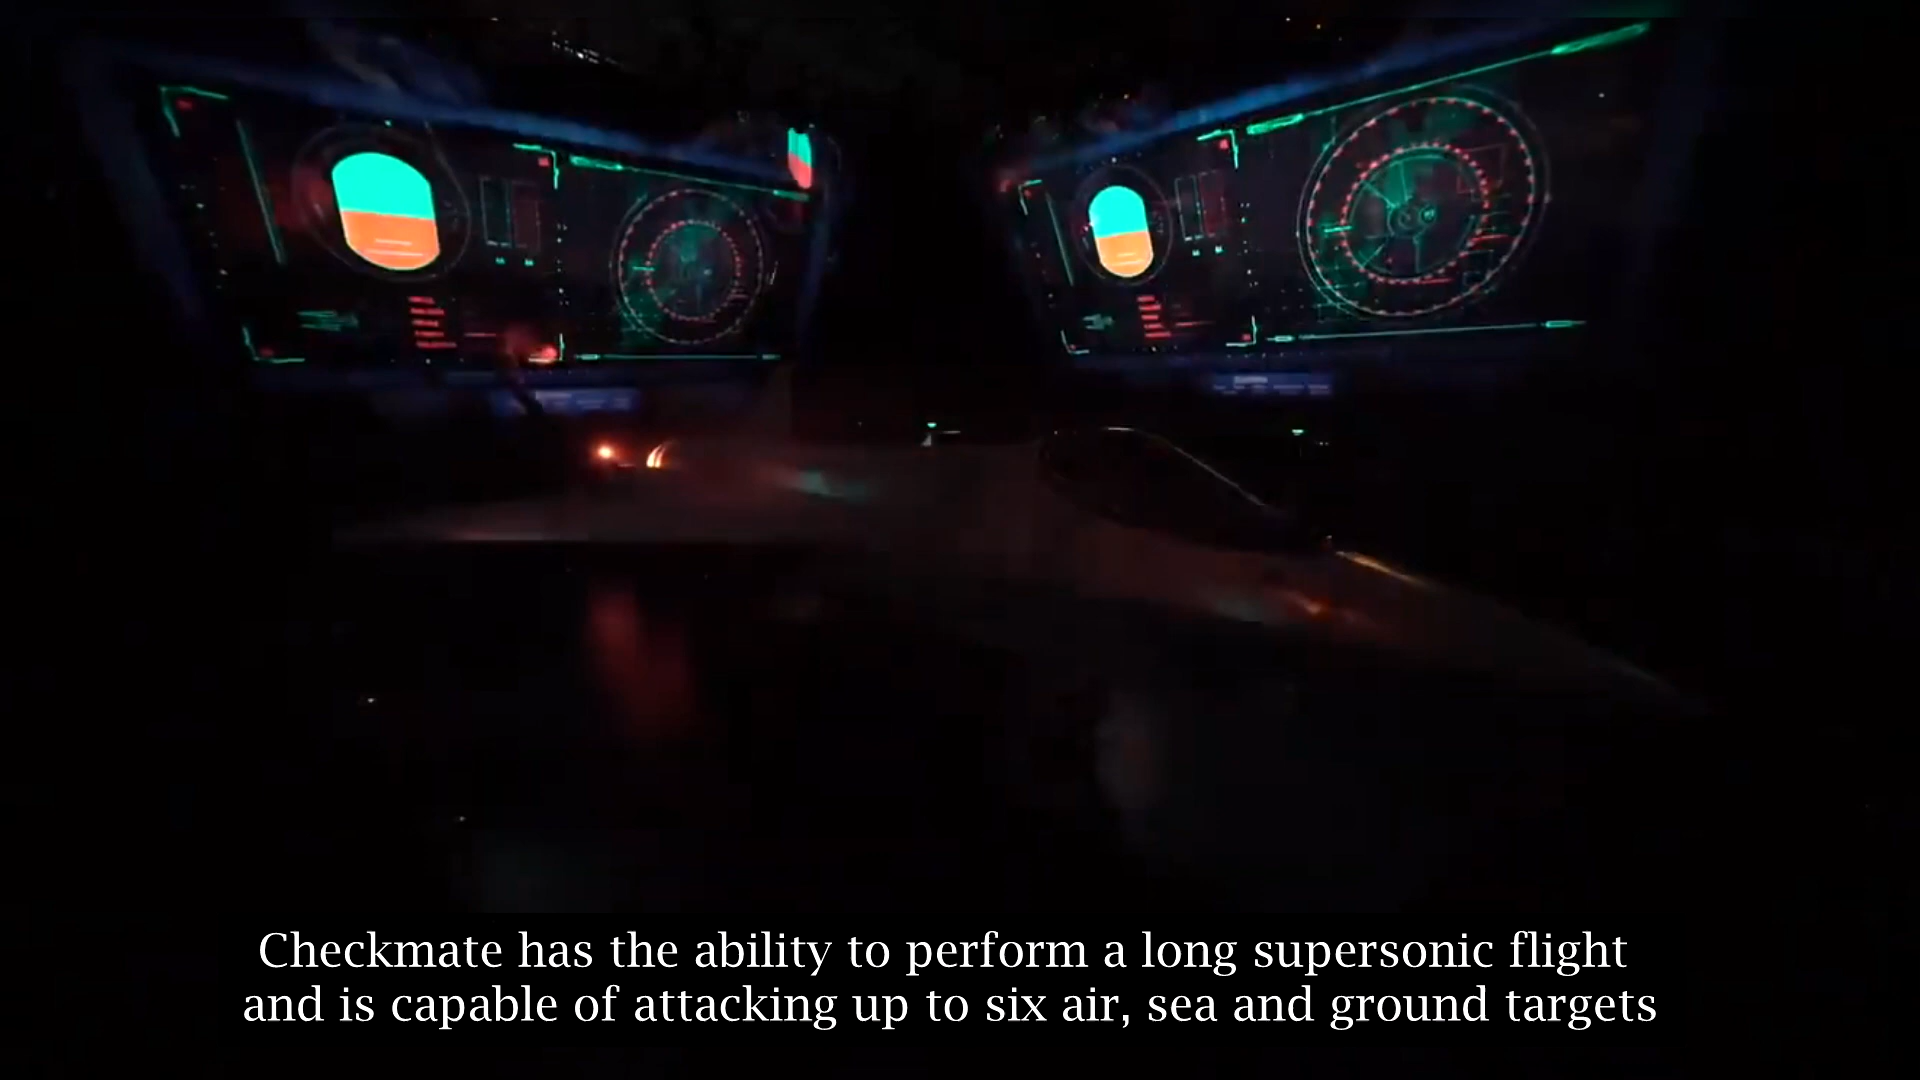 Checkmate has the ability to perform a long supersonic flight
and is capable of attacking up to six air, sea and ground targets